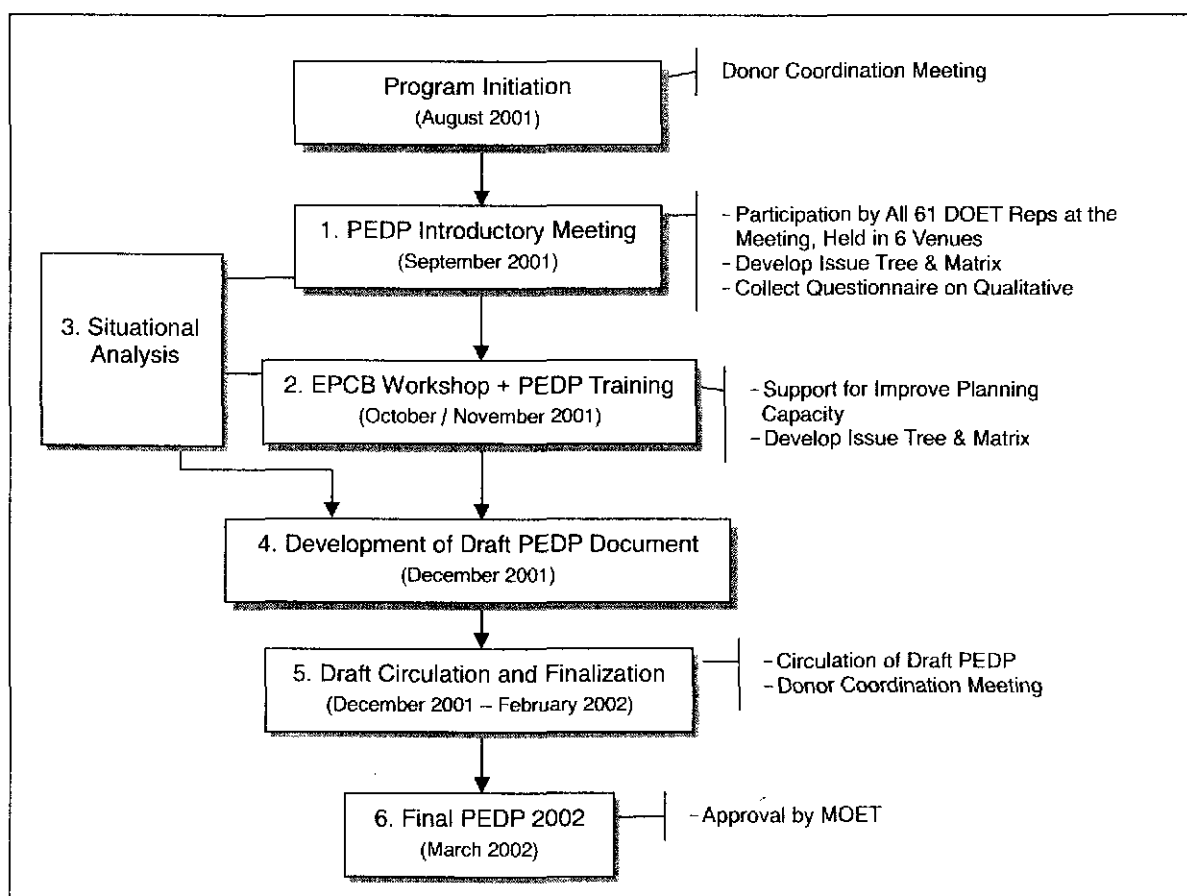 Program Initiation
(August 2001)
Donor Coordination Meeting
1. PEDP Introductory Meeting
(September 2001)
- Participation by All 61 DOET Reps at the
Meeting, Held in 6 Venues
- Develop Issue Tree & Matrix
- Collect Questionnaire on Qualitative
3. Situational
Analysis
2. EPCB Workshop + PEDP Training
(October / November 2001)
- Support for Improve Planning
Capacity
- Develop Issue Tree & Matrix
4. Development of Draft PEDP Document
(December 2001)
5. Draft Circulation and Finalization
(December 2001 – February 2002)
- Circulation of Draft PEDP
- Donor Coordination Meeting
6. Final PEDP 2002
(March 2002)
- Approval by MOET